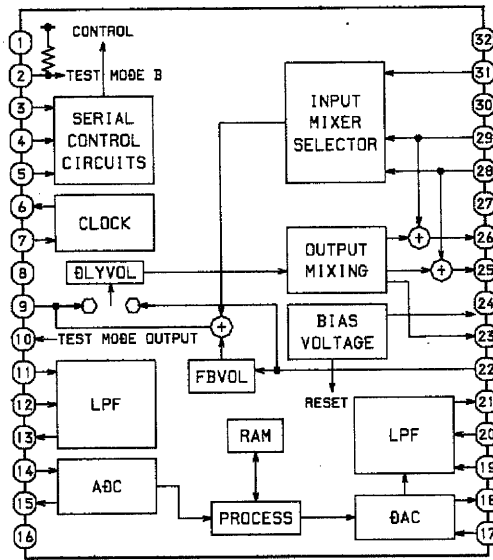 CONTROL
1
2
TEST MODE B
3
4
5
SERIAL
CONTROL
CIRCUITS
6
7
CLOCK
8
9
DLYVOL
10
TEST MODE OUTPUT
11
12
13
LPF
14
15
ADC
16
FBVOL
RAM
PROCESS
32
31
30
29
28
INPUT
MIXER
SELECTOR
27
26
25
+
+
OUTPUT
MIXING
24
23
BIAS
VOLTAGE
+
22
RESET
21
20
19
LPF
18
17
DAC